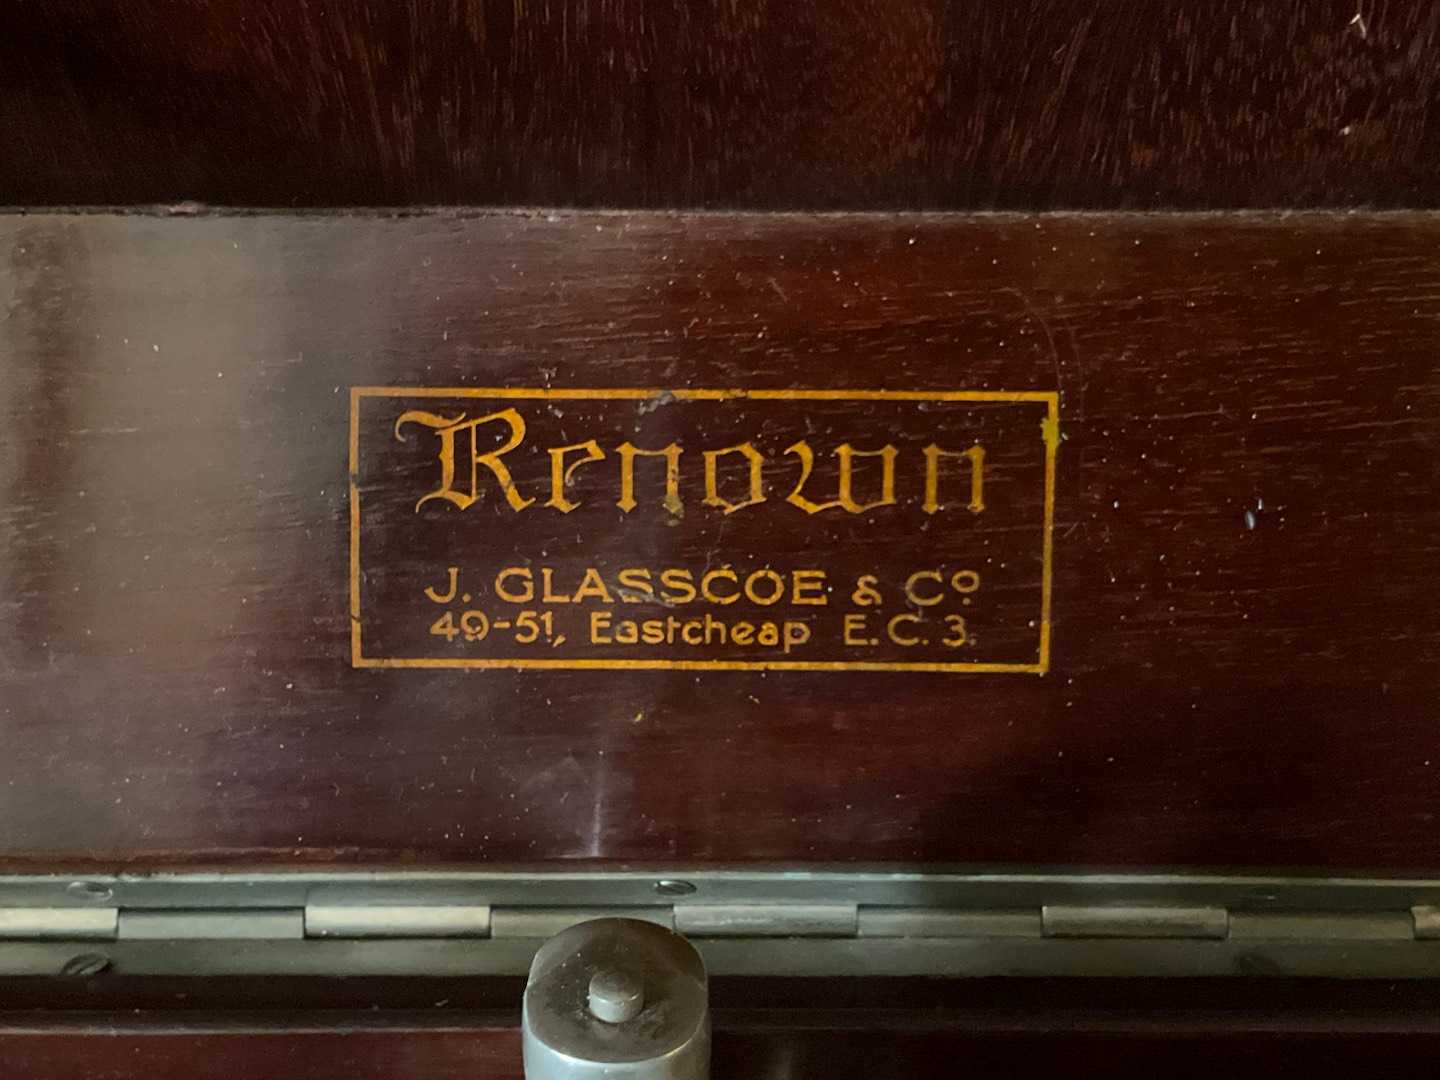 Renown
J. GLASSCOE & Co
49-51, Eastcheap E.C.3.